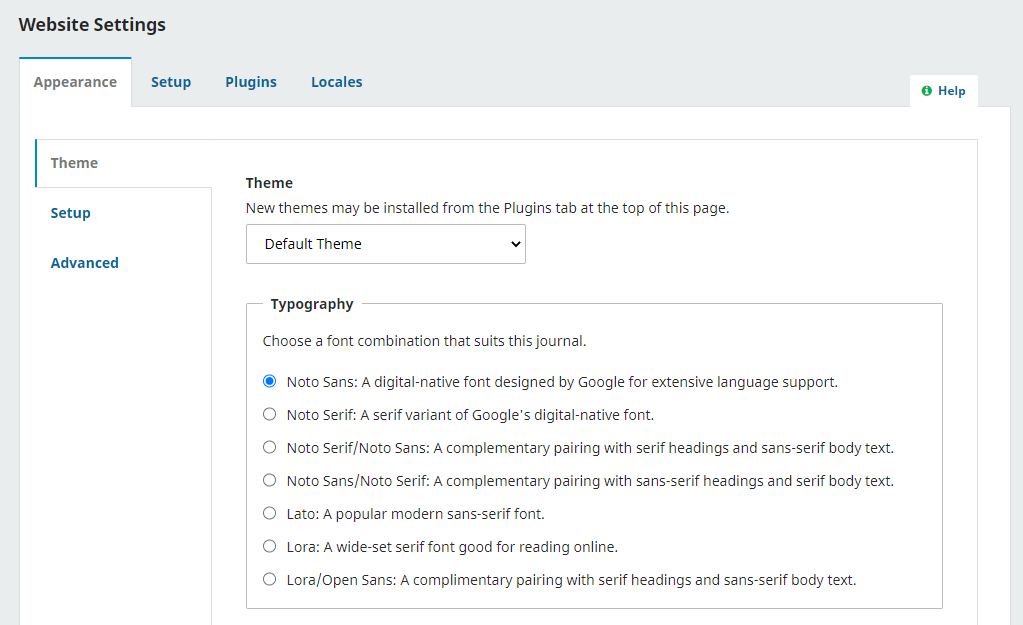 Website Settings
Appearance
Setup
Plugins
Locales
Help
Theme
Setup
Advanced
Theme
New themes may be installed from the Plugins tab at the top of this page.
Default Theme
Typography
Choose a font combination that suits this journal.
Noto Sans: A digital-native font designed by Google for extensive language support.
Noto Serif: A serif variant of Google's digital-native font.
Noto Serif/Noto Sans: A complementary pairing with serif headings and sans-serif body text.
Noto Sans/Noto Serif: A complementary pairing with sans-serif headings and serif body text.
Lato: A popular modern sans-serif font.
Lora: A wide-set serif font good for reading online.
Lora/Open Sans: A complimentary pairing with serif headings and sans-serif body text.